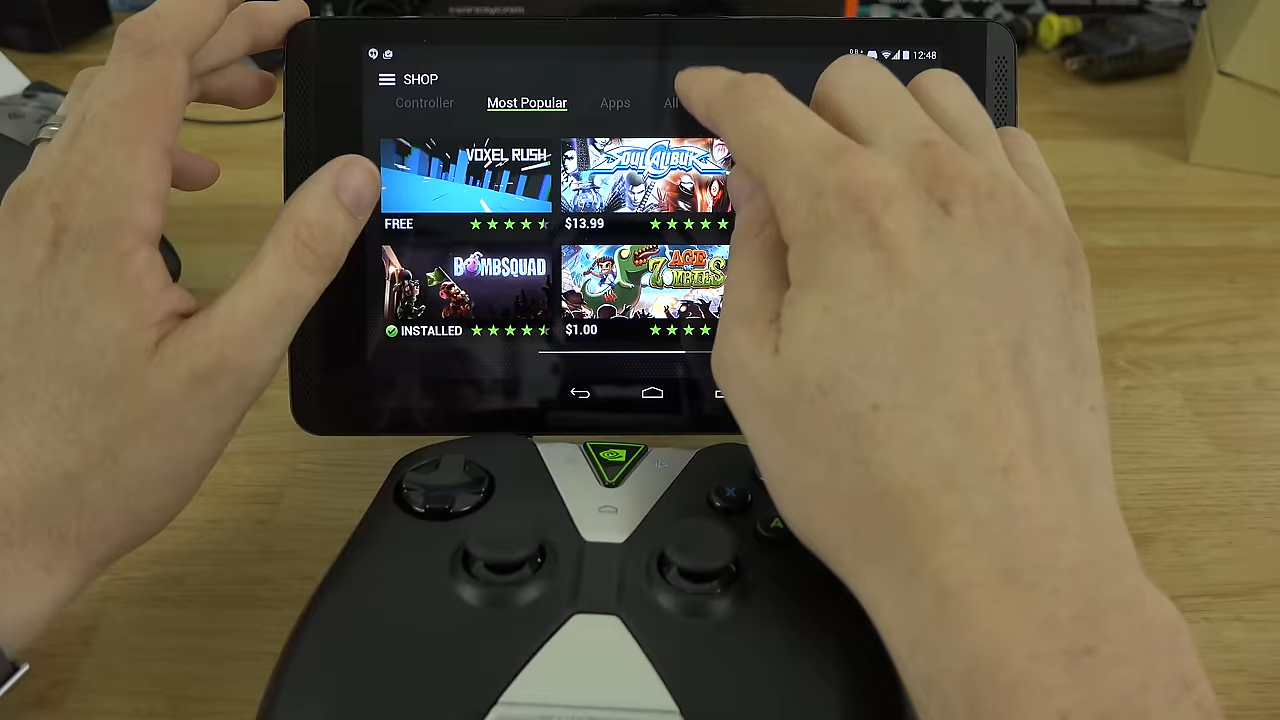 12:48
SHOP
Controller Most Popular Apps All
VOXEL RUSH
SOULCALIBUR
FREE $13.99
BOMBSQUAD
AGE OF ZOMBIES
INSTALLED $1.00
X
A